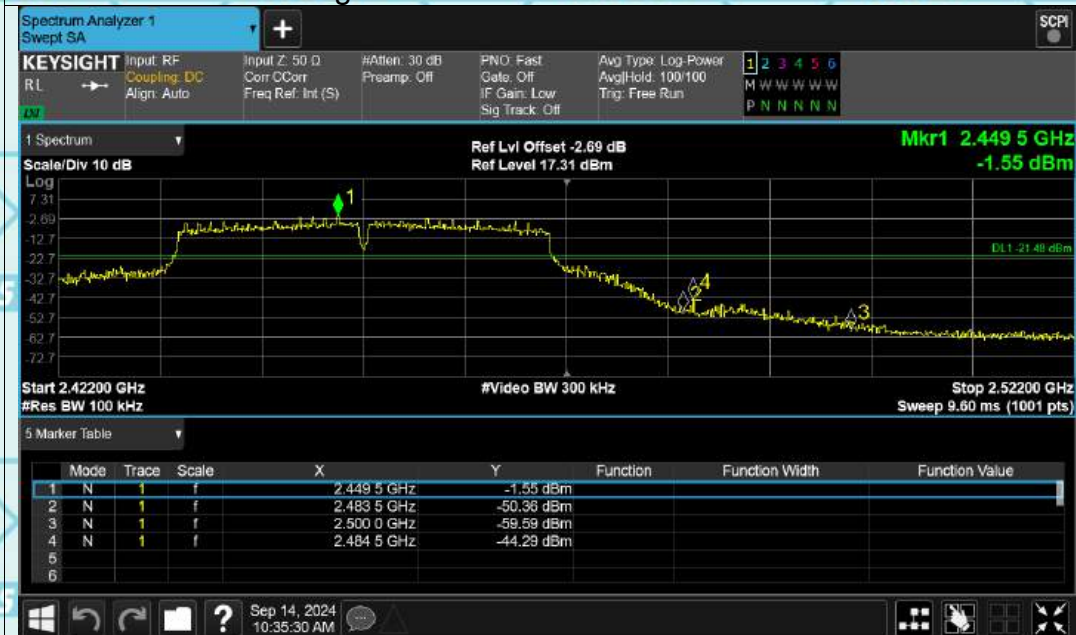 Spectrum Analyzer 1
Swept SA
+
SCPI
KEYSIGHT Input: RF Input Z: 50 Ω #Atten: 30 dB PNO: Fast Avg Type: Log-Power 1 2 3 4 5 6
RL Coupling: DC Corr CCorr Preamp: Off Gate: Off Avg|Hold: 100/100 M W W W W W
Align: Auto Freq Ref: Int (S) IF Gain: Low Trig: Free Run
Sig Track: Off P N N N N N
1 Spectrum
Scale/Div 10 dB
Ref Lvl Offset -2.69 dB
Ref Level 17.31 dBm
Mkr1 2.449 5 GHz
-1.55 dBm
Log
7.31
-2.69
-12.7
-22.7
-32.7
-42.7
-52.7
-62.7
-72.7
1
DL1 -21.48 dBm
2
4
3
Start 2.42200 GHz #Video BW 300 kHz Stop 2.52200 GHz
#Res BW 100 kHz Sweep 9.60 ms (1001 pts)
5 Marker Table
Mode Trace Scale X Y Function Function Width Function Value
1 N 1 f 2.449 5 GHz -1.55 dBm
2 N 1 f 2.483 5 GHz -50.36 dBm
3 N 1 f 2.500 0 GHz -59.59 dBm
4 N 1 f 2.484 5 GHz -44.29 dBm
5
6
?
Sep 14, 2024
10:35:30 AM